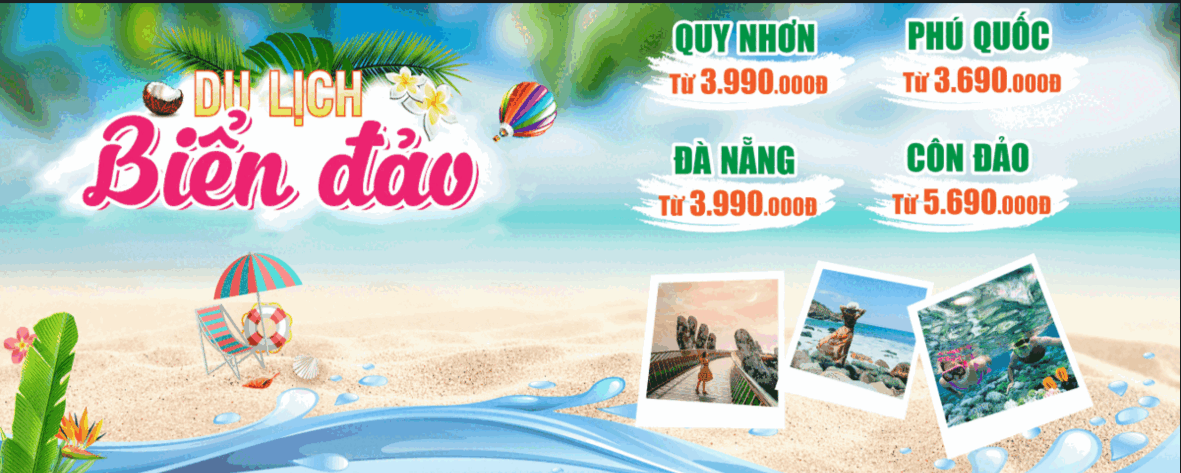 DU LỊCH
Biển đảo
QUY NHƠN
Từ 3.990.000Đ
PHÚ QUỐC
Từ 3.690.000Đ
ĐÀ NẴNG
Từ 3.990.000Đ
CÔN ĐẢO
Từ 5.690.000Đ